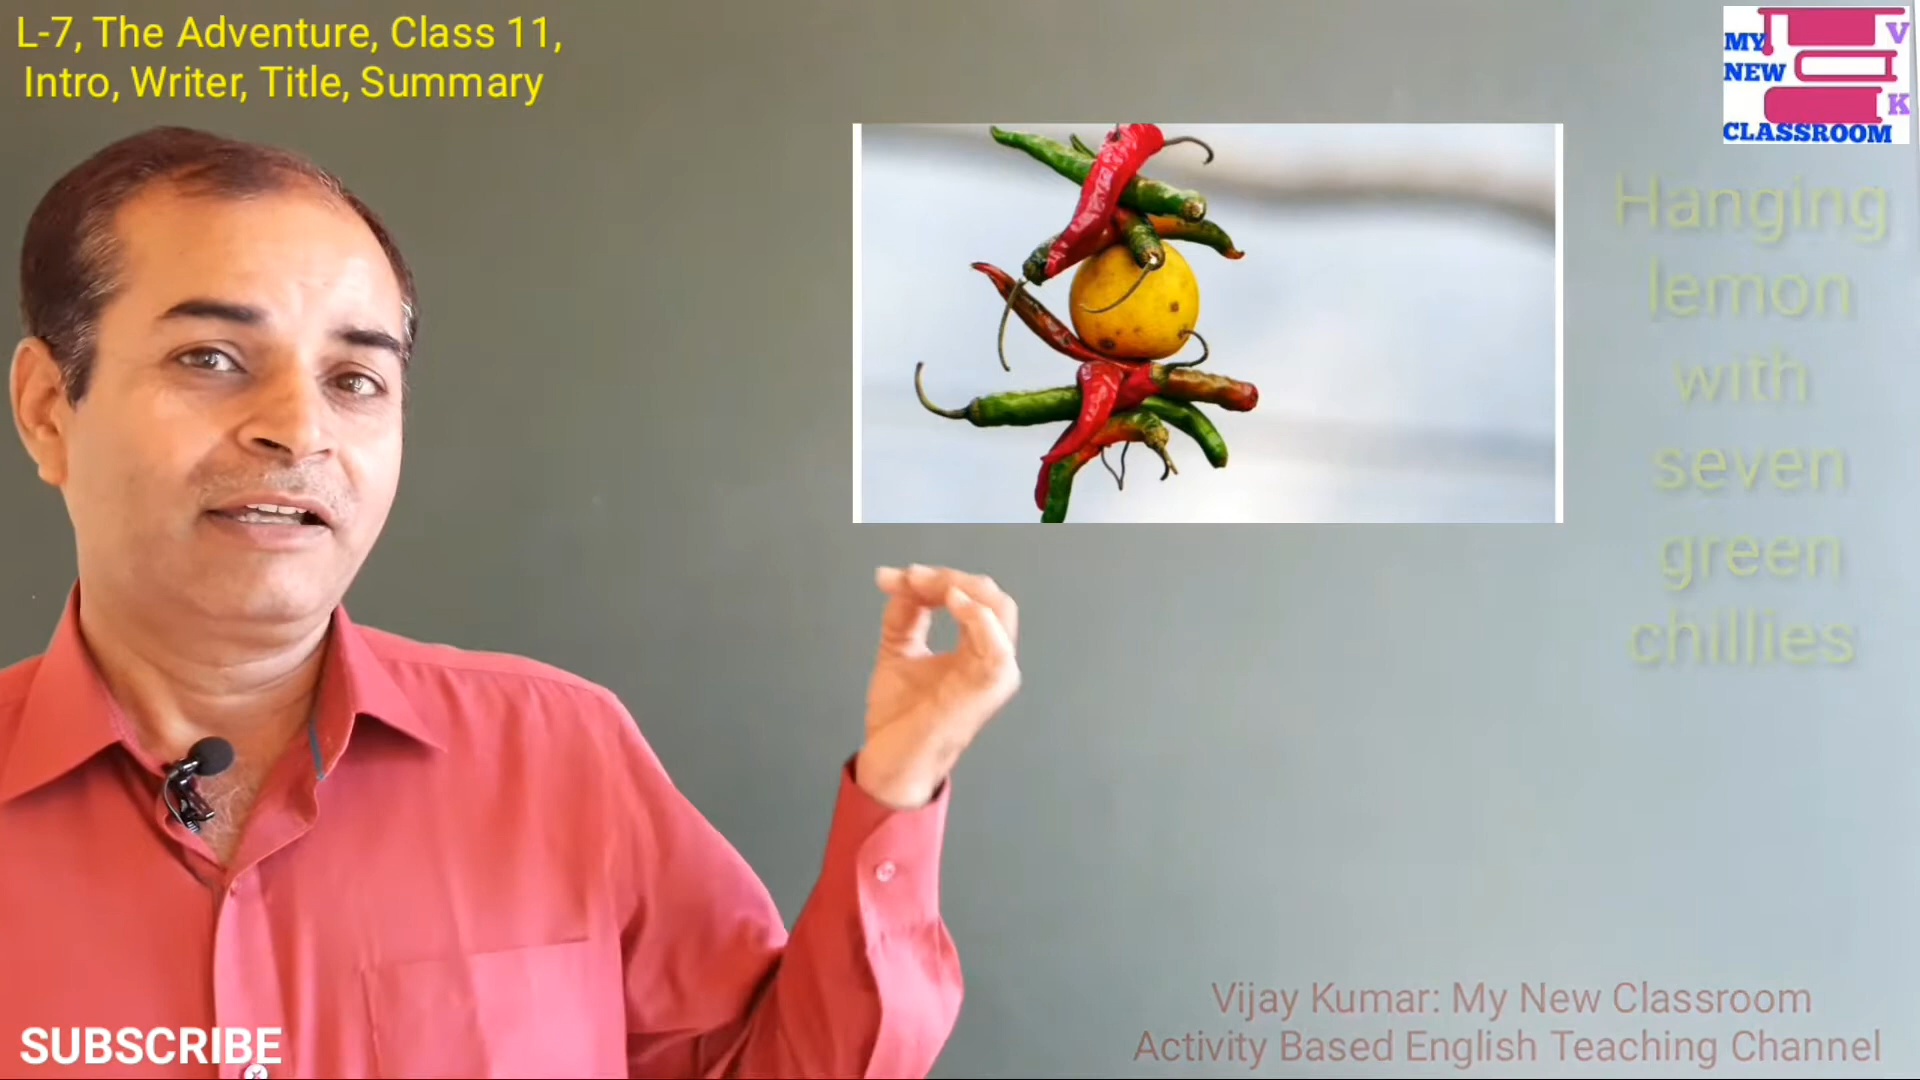 L-7, The Adventure, Class 11,
Intro, Writer, Title, Summary
MY
NEW
CLASSROOM
V
K
Hanging
lemon
with
seven
green
chillies
Vijay Kumar: My New Classroom
Activity Based English Teaching Channel
SUBSCRIBE